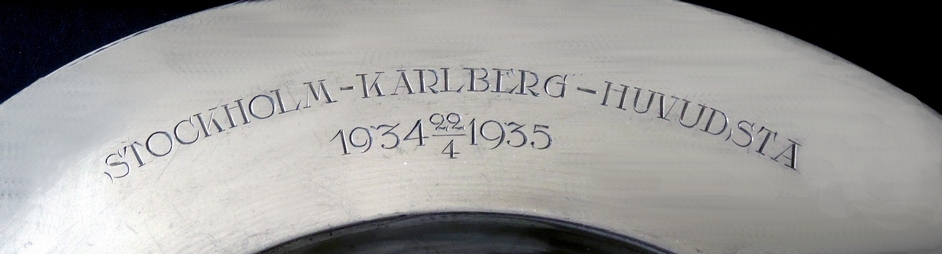 STOCKHOLM-KARLBERG-HUVUDSTA
1934 22/4 1935